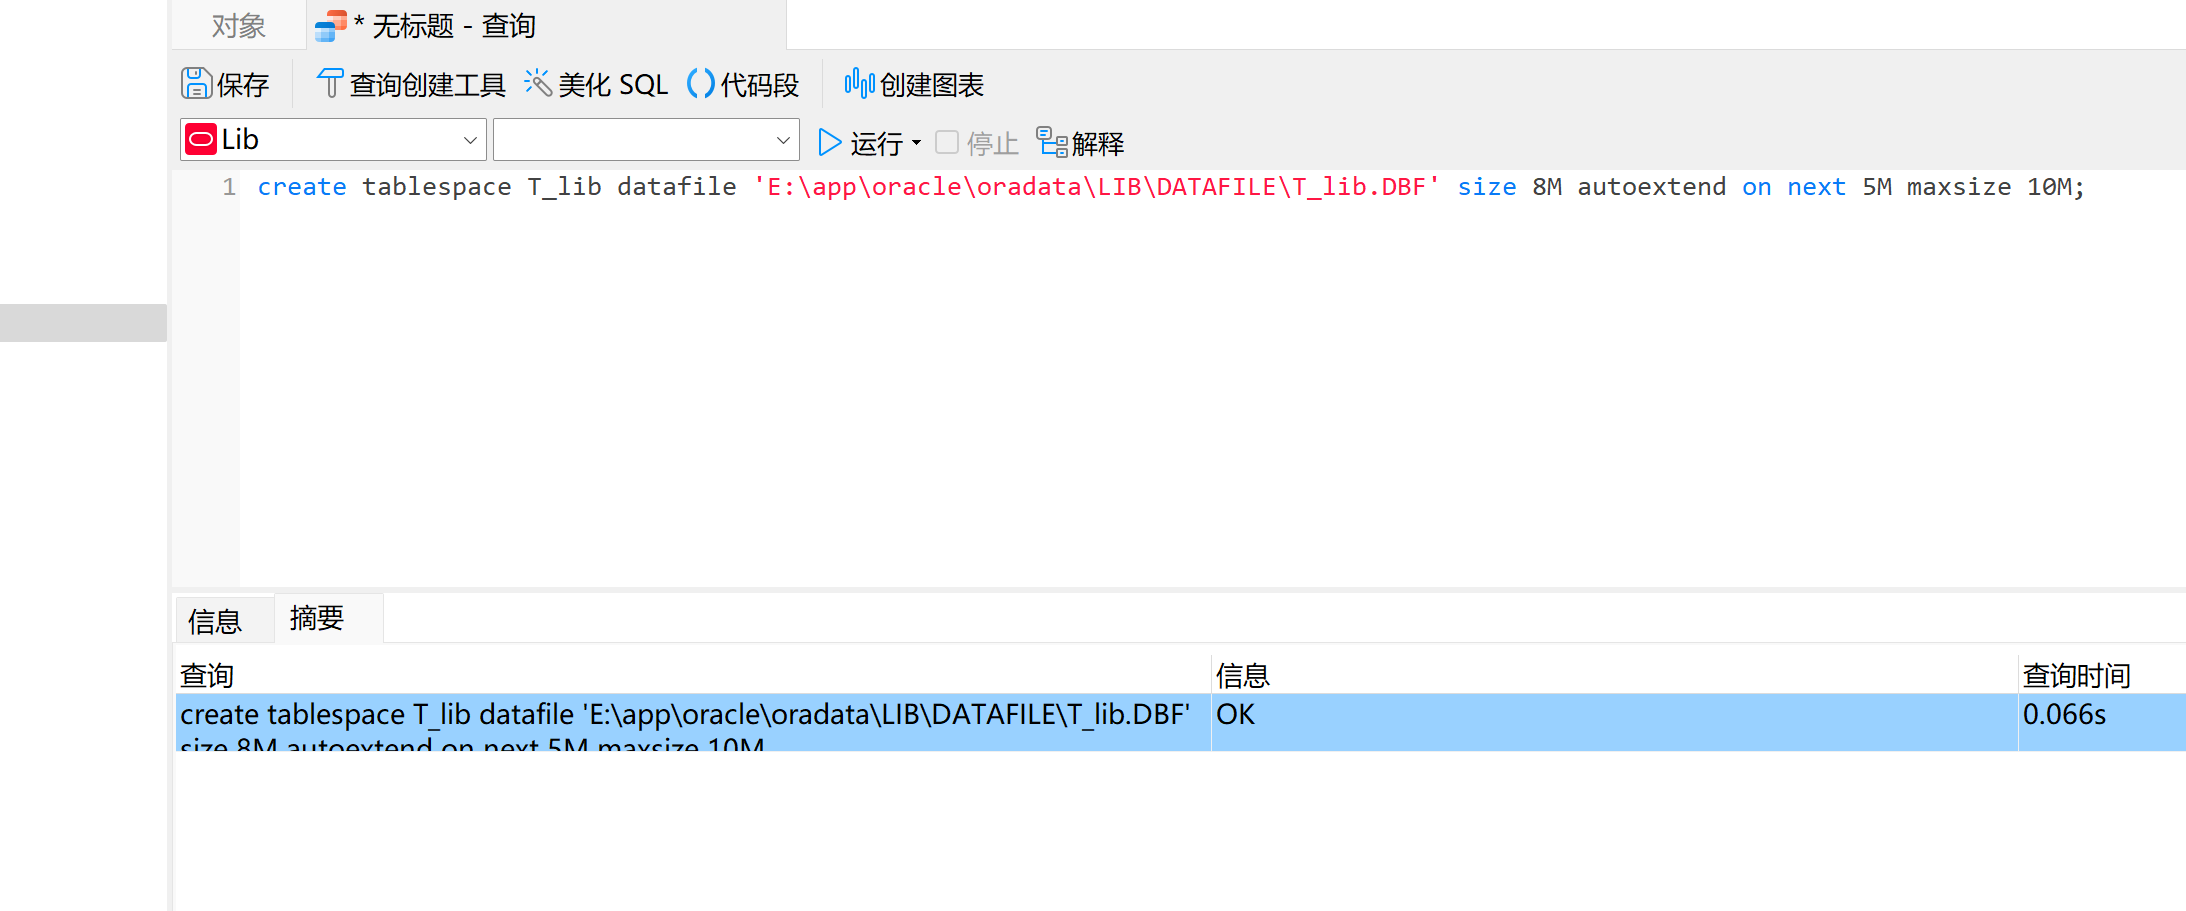 对象
* 无标题 - 查询
保存 查询创建工具 美化 SQL 代码段 创建图表
Lib 运行 停止 解释
1 create tablespace T_lib datafile 'E:\app\oracle\oradata\LIB\DATAFILE\T_lib.DBF' size 8M autoextend on next 5M maxsize 10M;
信息 摘要
查询 信息 查询时间
create tablespace T_lib datafile 'E:\app\oracle\oradata\LIB\DATAFILE\T_lib.DBF' OK 0.066s
size 8M autoextend on next 5M maxsize 10M